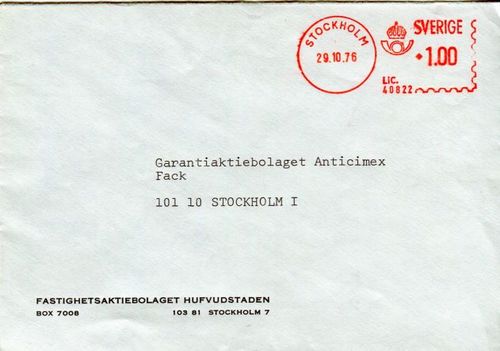 STOCKHOLM
29.10.76
SVERIGE
1.00
LIC.
40822
Garantiaktiebolaget Anticimex
Fack
101 10 STOCKHOLM I
FASTIGHETSAKTIEBOLAGET HUFVUDSTADEN
BOX 7008 103 81 STOCKHOLM 7